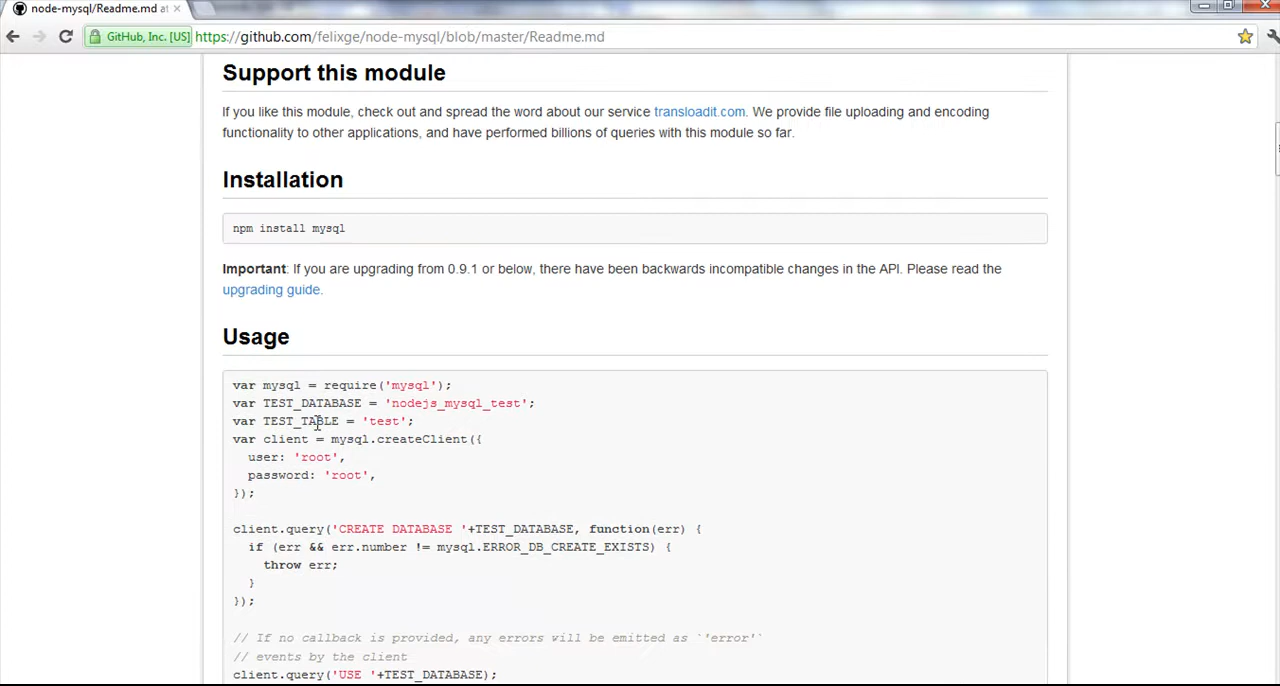 node-mysql/Readme.md at
GitHub, Inc. [US] https://github.com/felixge/node-mysql/blob/master/Readme.md
Support this module
If you like this module, check out and spread the word about our service transloadit.com. We provide file uploading and encoding
functionality to other applications, and have performed billions of queries with this module so far.
Installation
npm install mysql
Important: If you are upgrading from 0.9.1 or below, there have been backwards incompatible changes in the API. Please read the
upgrading guide.
Usage
var mysql = require('mysql');
var TEST_DATABASE = 'nodejs_mysql_test';
var TEST_TABLE = 'test';
var client = mysql.createClient({
  user: 'root',
  password: 'root',
});
client.query('CREATE DATABASE '+TEST_DATABASE, function(err) {
  if (err && err.number != mysql.ERROR_DB_CREATE_EXISTS) {
    throw err;
  }
});
// If no callback is provided, any errors will be emitted as `'error'`
// events by the client
client.query('USE '+TEST_DATABASE);